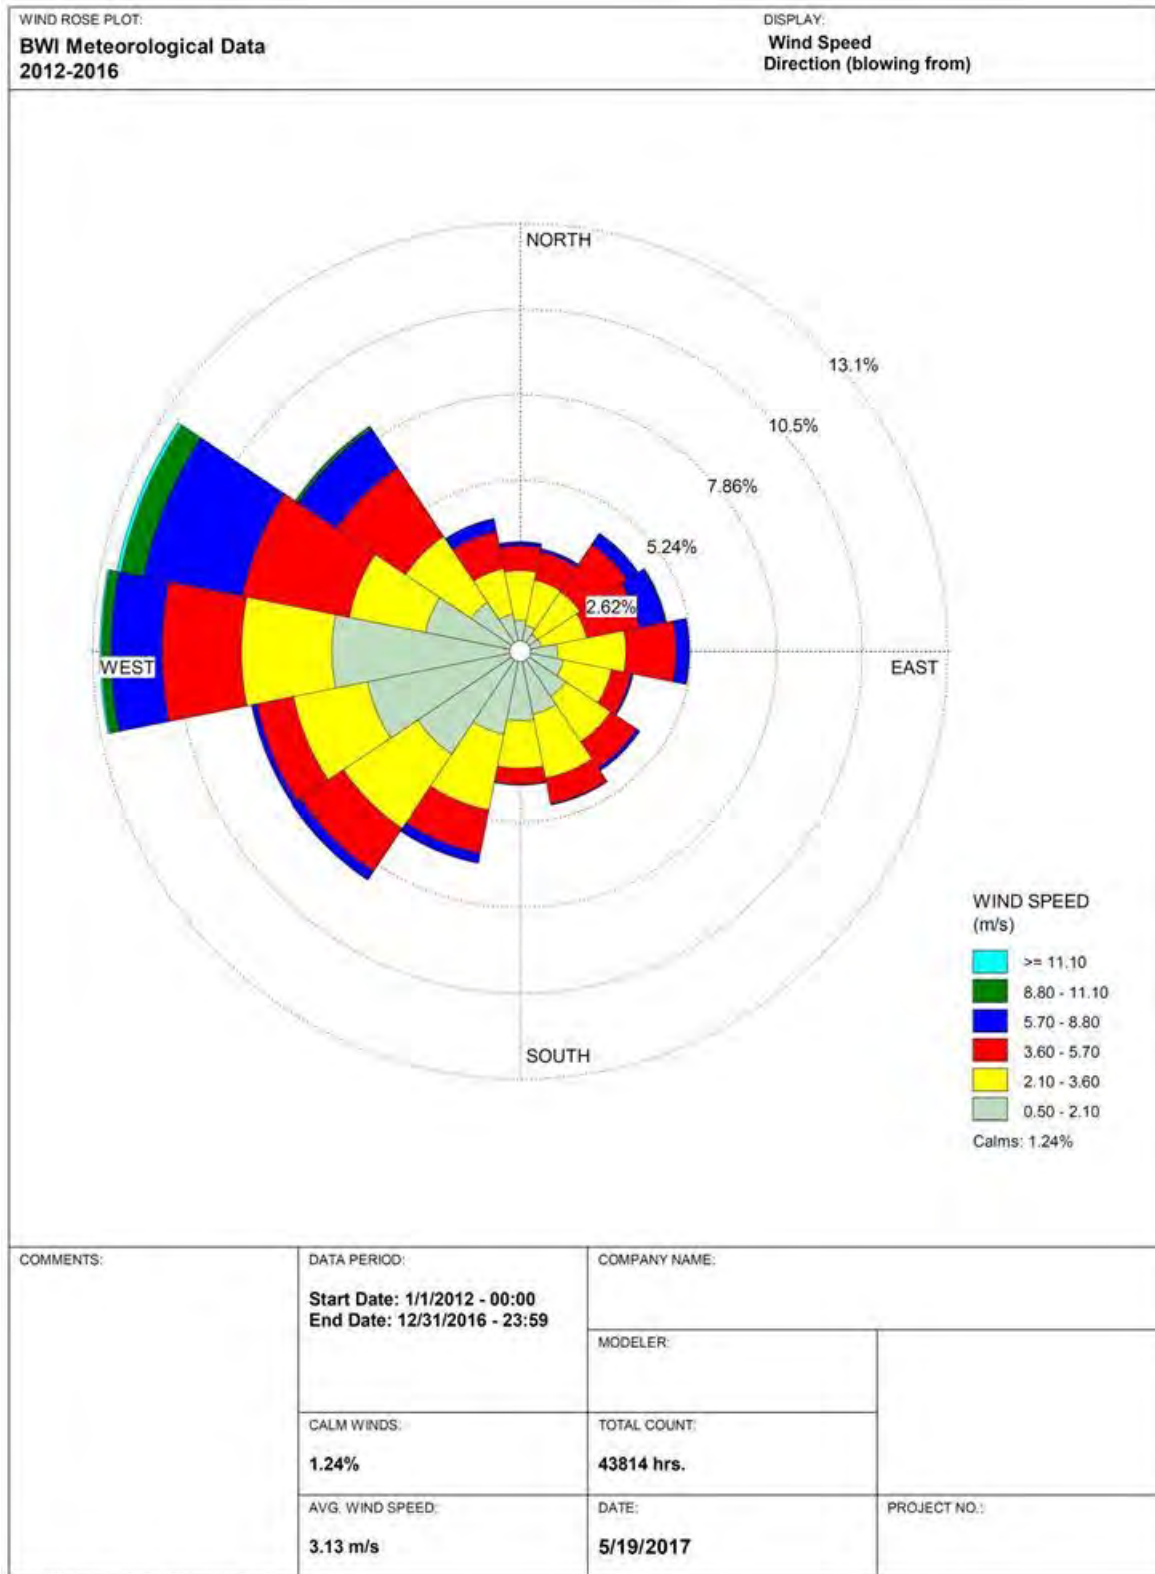 WIND ROSE PLOT:
BWI Meteorological Data
2012-2016
DISPLAY:
Wind Speed
Direction (blowing from)
NORTH
13.1%
10.5%
7.86%
5.24%
2.62%
WEST
EAST
SOUTH
WIND SPEED
(m/s)
>= 11.10
8.80 - 11.10
5.70 - 8.80
3.60 - 5.70
2.10 - 3.60
0.50 - 2.10
Calms: 1.24%
COMMENTS:
DATA PERIOD:
Start Date: 1/1/2012 - 00:00
End Date: 12/31/2016 - 23:59
COMPANY NAME:
MODELER:
CALM WINDS:
1.24%
TOTAL COUNT:
43814 hrs.
AVG. WIND SPEED:
3.13 m/s
DATE:
5/19/2017
PROJECT NO.: